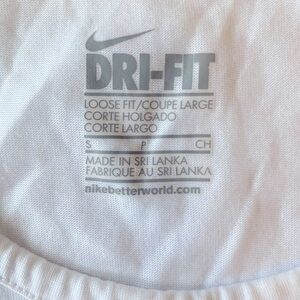 DRI-FIT
LOOSE FIT/COUPE LARGE
CORTE HOLGADO
CORTE LARGO
S P CH
MADE IN SRI LANKA
FABRIQUE AU SRI LANKA
nikebetterworld.com